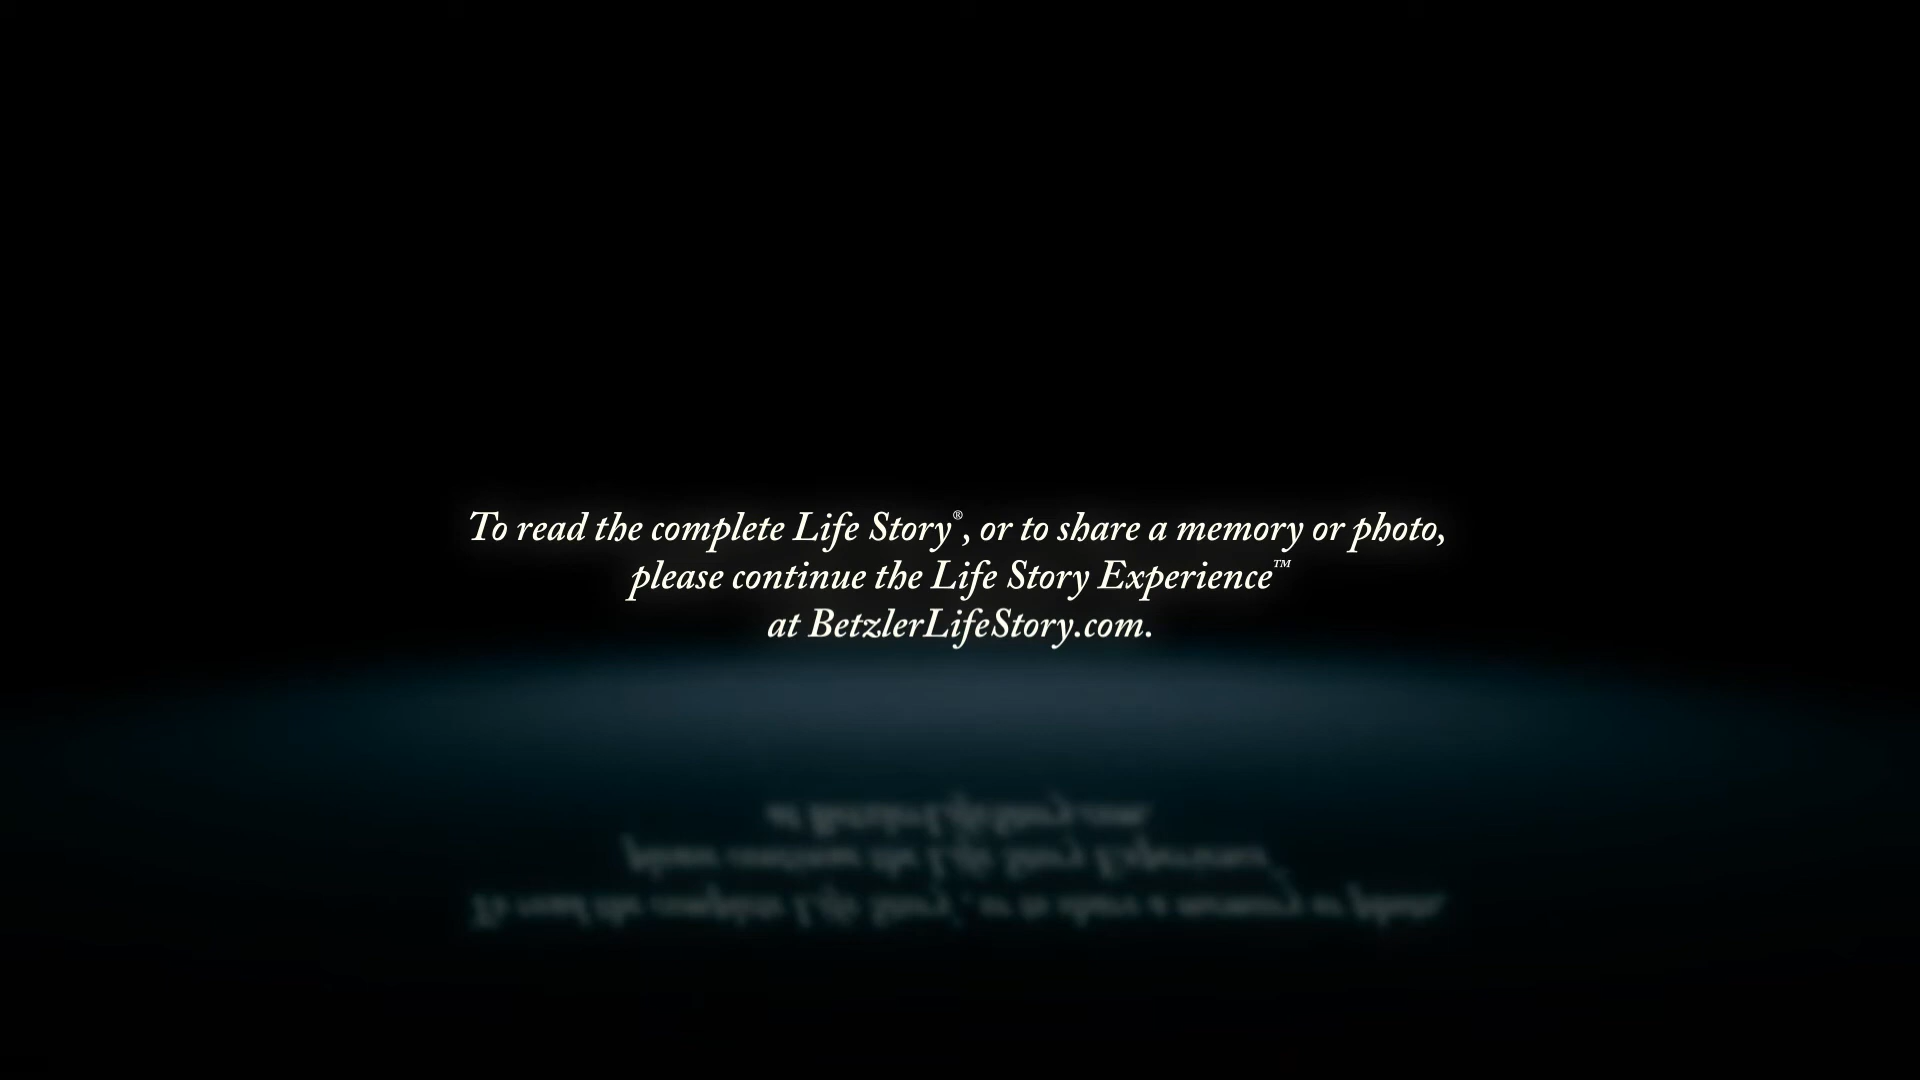 To read the complete Life Story®, or to share a memory or photo,
please continue the Life Story Experience™
at BetzlerLifeStory.com.